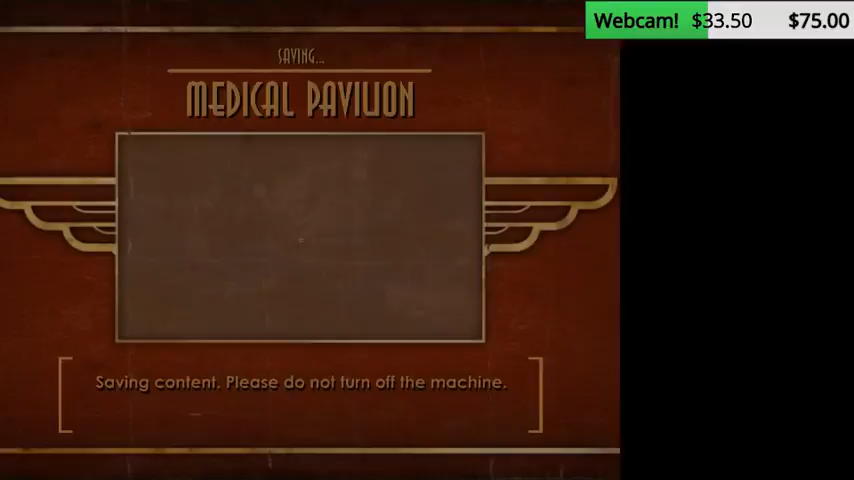 Webcam! $33.50 $75.00
SAVING...
MEDICAL PAVILION
Saving content. Please do not turn off the machine.